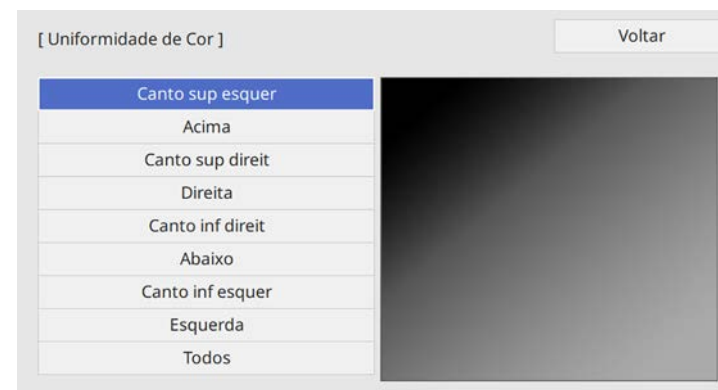 [ Uniformidade de Cor ]
Voltar
Canto sup esquer
Acima
Canto sup direit
Direita
Canto inf direit
Abaixo
Canto inf esquer
Esquerda
Todos